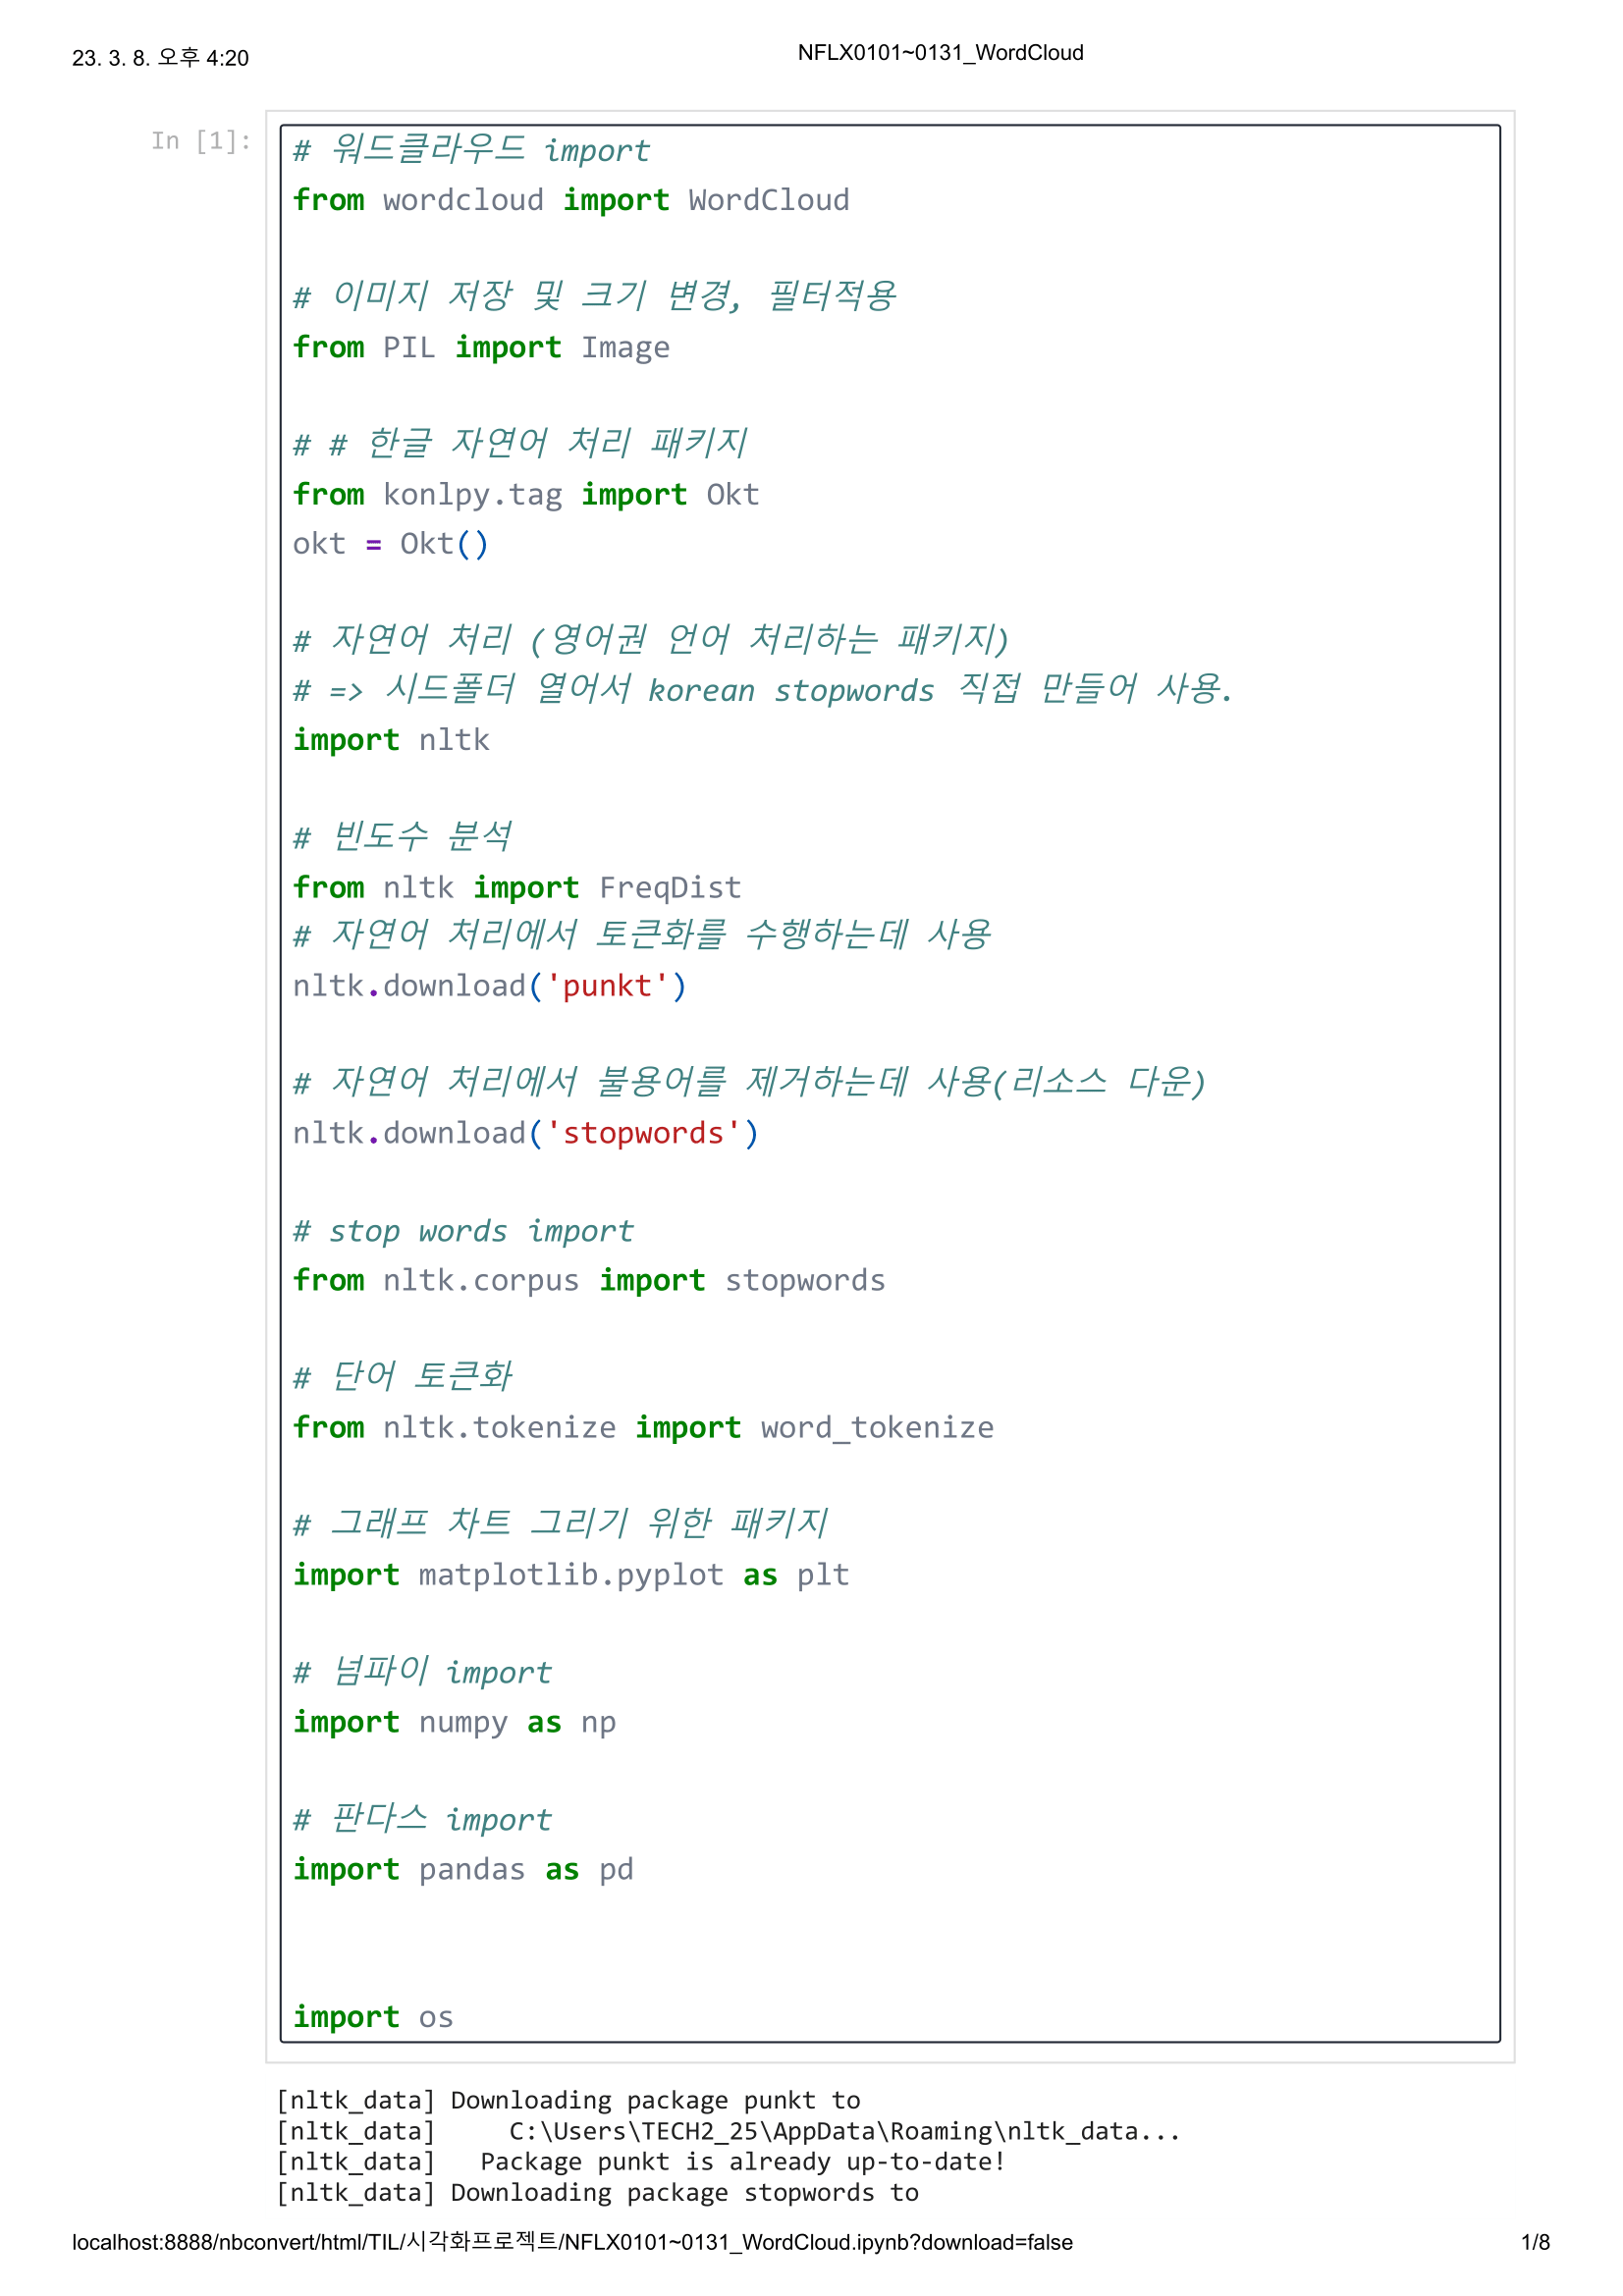 23. 3. 8. 오후 4:20
NFLX0101~0131_WordCloud
In [1]:
# 워드클라우드 import
from wordcloud import WordCloud
# 이미지 저장 및 크기 변경, 필터적용
from PIL import Image
# # 한글 자연어 처리 패키지
from konlpy.tag import Okt
okt = Okt()
# 자연어 처리 (영어권 언어 처리하는 패키지)
# => 시드폴더 열어서 korean stopwords 직접 만들어 사용.
import nltk
# 빈도수 분석
from nltk import FreqDist
# 자연어 처리에서 토큰화를 수행하는데 사용
nltk.download('punkt')
# 자연어 처리에서 불용어를 제거하는데 사용(리소스 다운)
nltk.download('stopwords')
# stop words import
from nltk.corpus import stopwords
# 단어 토큰화
from nltk.tokenize import word_tokenize
# 그래프 차트 그리기 위한 패키지
import matplotlib.pyplot as plt
# 넘파이 import
import numpy as np
# 판다스 import
import pandas as pd
import os
[nltk_data] Downloading package punkt to
[nltk_data]     C:\Users\TECH2_25\AppData\Roaming\nltk_data...
[nltk_data]   Package punkt is already up-to-date!
[nltk_data] Downloading package stopwords to
localhost:8888/nbconvert/html/TIL/시각화프로젝트/NFLX0101~0131_WordCloud.ipynb?download=false
1/8